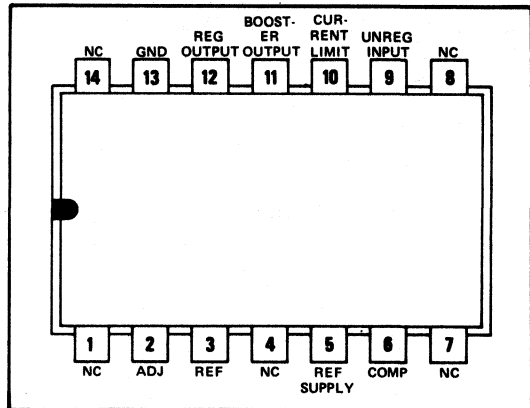 NC
GND
REG
OUTPUT
BOOST-
ER
OUTPUT
CUR-
RENT
LIMIT
UNREG
INPUT
NC
14
13
12
11
10
9
8
1
2
3
4
5
6
7
NC
ADJ
REF
NC
REF
SUPPLY
COMP
NC